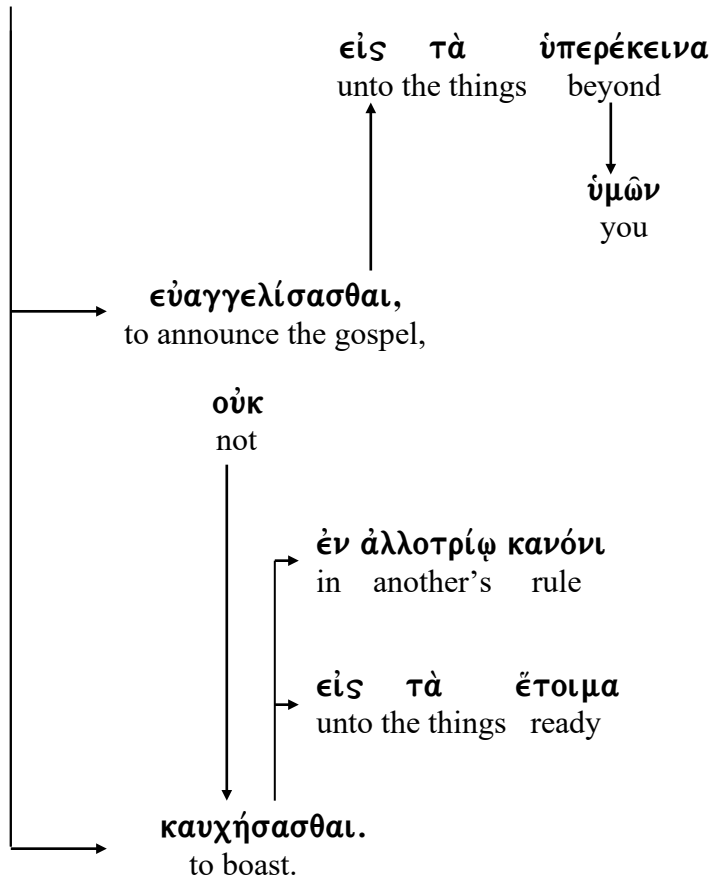 εἰς τὰ ὑπερέκεινα
unto the things beyond
ὑμῶν
you
εὐαγγελίσασθαι,
to announce the gospel,
οὐκ
not
ἐν ἀλλοτρίῳ κανόνι
in another’s rule
εἰς τὰ ἕτοιμα
unto the things ready
καυχήσασθαι.
to boast.